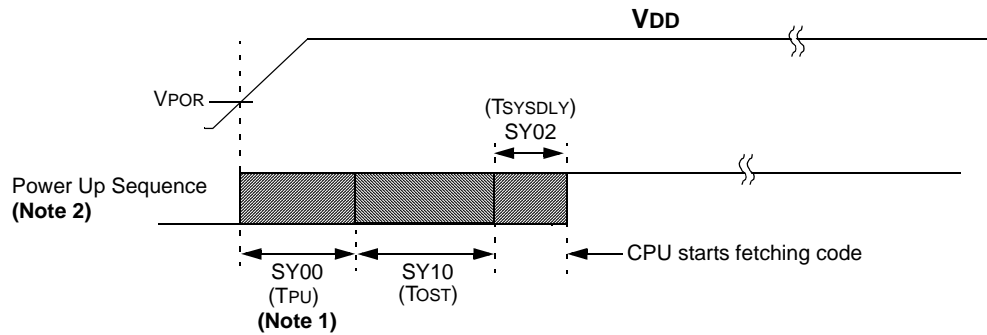 VDD
VPOR
(TSYSDLY)
SY02
Power Up Sequence
(Note 2)
CPU starts fetching code
SY00
(TPU)
(Note 1)
SY10
(TOST)